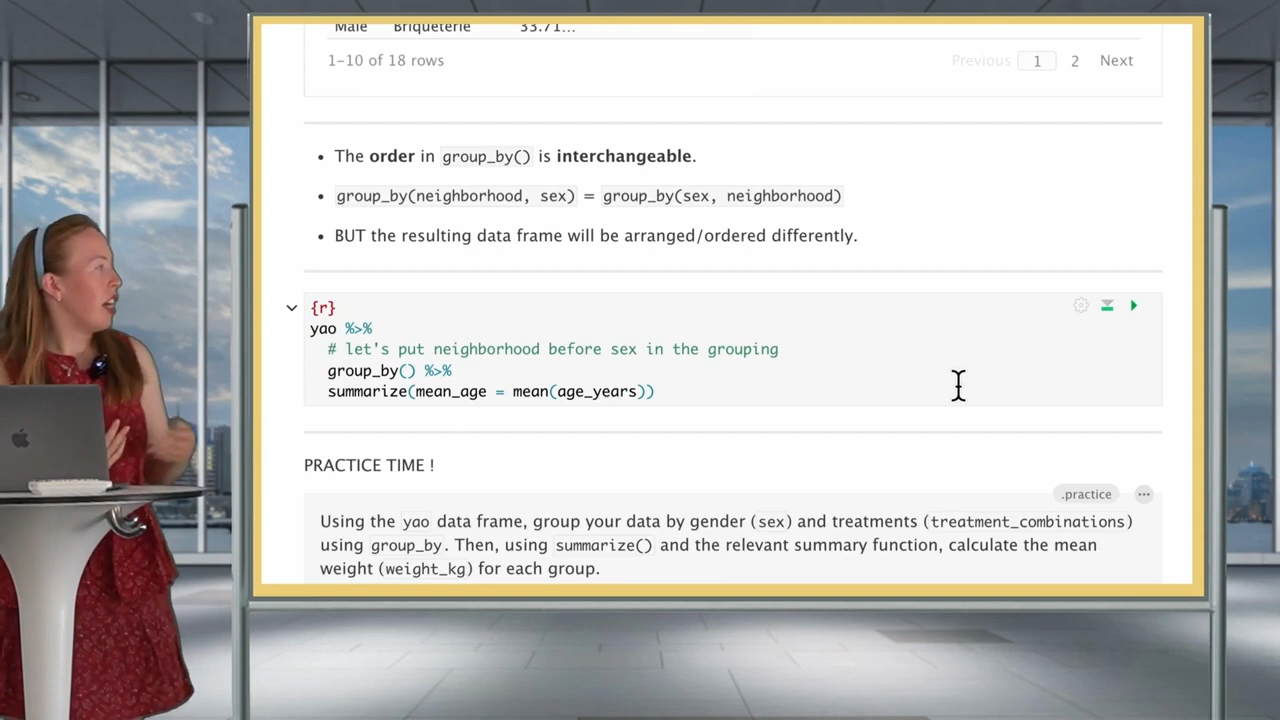 Male Briqueterie 33.71...
1–10 of 18 rows Previous 1 2 Next
• The order in group_by() is interchangeable.
• group_by(neighborhood, sex) = group_by(sex, neighborhood)
• BUT the resulting data frame will be arranged/ordered differently.
{r}
yao %>%
# let's put neighborhood before sex in the grouping
group_by() %>%
summarize(mean_age = mean(age_years))
PRACTICE TIME !
.practice ···
Using the yao data frame, group your data by gender (sex) and treatments (treatment_combinations)
using group_by. Then, using summarize() and the relevant summary function, calculate the mean
weight (weight_kg) for each group.